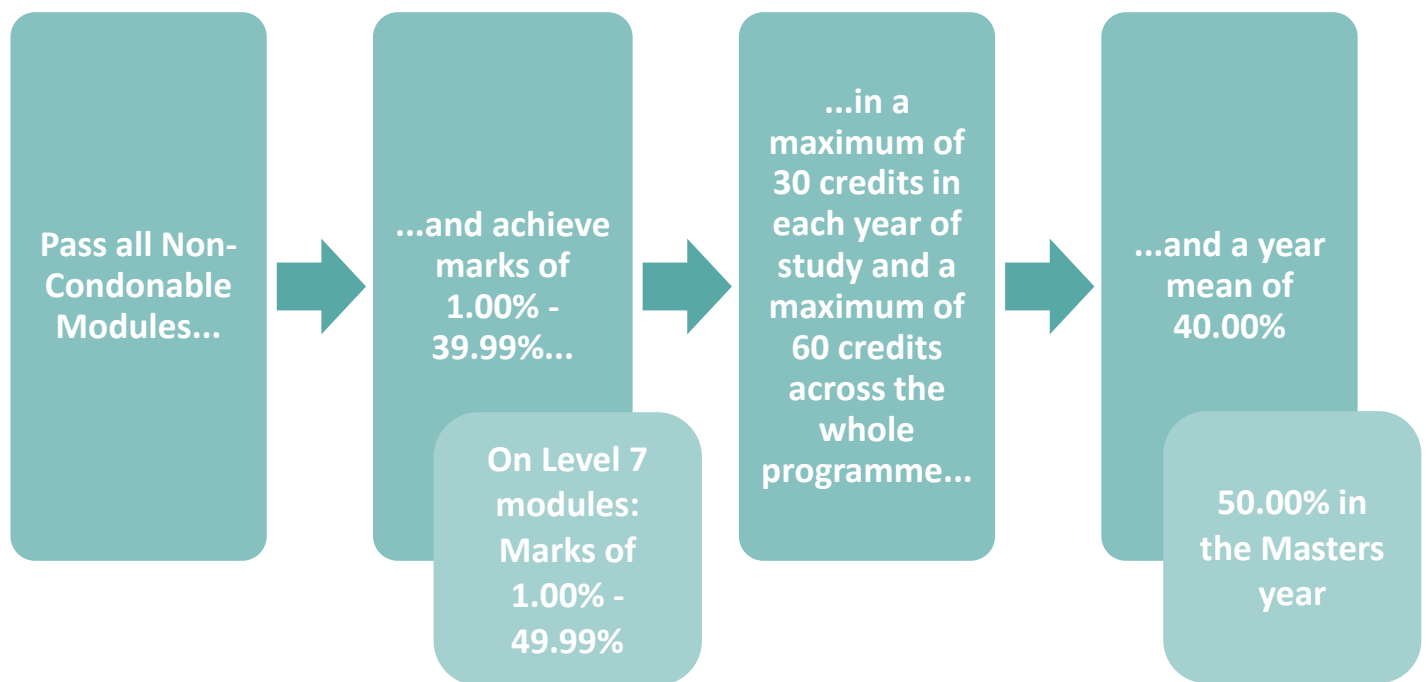 Pass all Non-
Condonable
Modules...
...and achieve
marks of
1.00% -
39.99%...
On Level 7
modules:
Marks of
1.00% -
49.99%
...in a
maximum of
30 credits in
each year of
study and a
maximum of
60 credits
across the
whole
programme...
...and a year
mean of
40.00%
50.00% in
the Masters
year